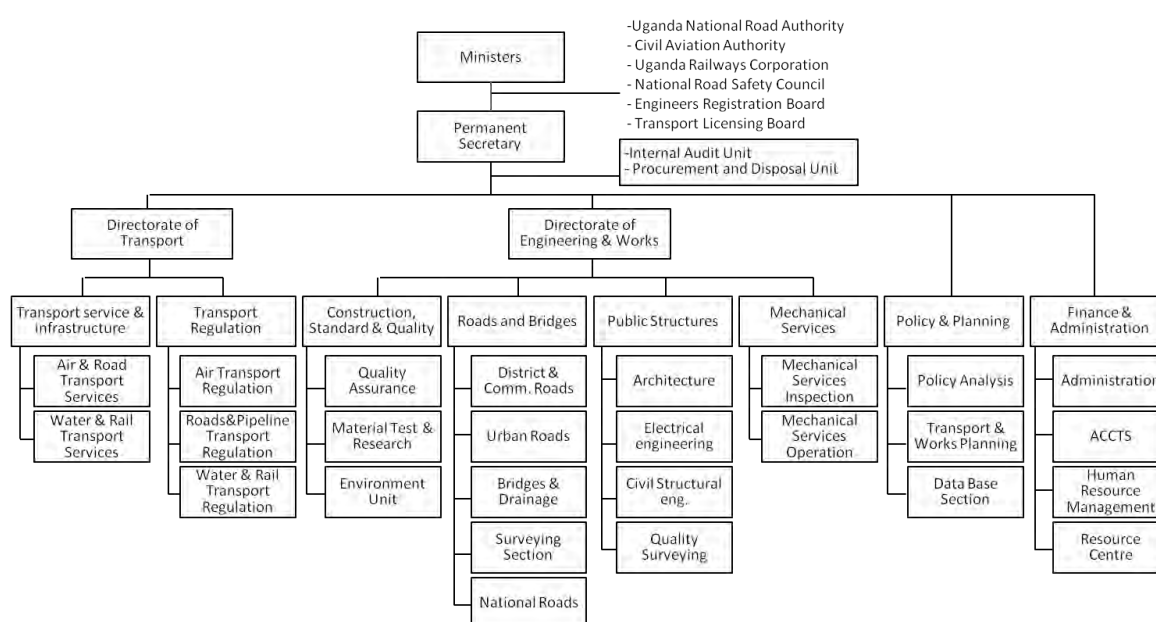 Ministers
-Uganda National Road Authority
- Civil Aviation Authority
- Uganda Railways Corporation
- National Road Safety Council
- Engineers Registration Board
- Transport Licensing Board
Permanent
Secretary
-Internal Audit Unit
- Procurement and Disposal Unit
Directorate of
Transport
Directorate of
Engineering & Works
Transport service &
infrastructure
Transport
Regulation
Construction,
Standard & Quality
Roads and Bridges
Public Structures
Mechanical
Services
Policy & Planning
Finance &
Administration
Air & Road
Transport
Services
Water & Rail
Transport
Services
Air Transport
Regulation
Roads&Pipeline
Transport
Regulation
Water & Rail
Transport
Regulation
Quality
Assurance
Material Test &
Research
Environment
Unit
District &
Comm. Roads
Urban Roads
Bridges &
Drainage
Surveying
Section
National Roads
Architecture
Electrical
engineering
Civil Structural
eng.
Quality
Surveying
Mechanical
Services
Inspection
Mechanical
Services
Operation
Policy Analysis
Transport &
Works Planning
Data Base
Section
Administration
ACCTS
Human
Resource
Management
Resource
Centre